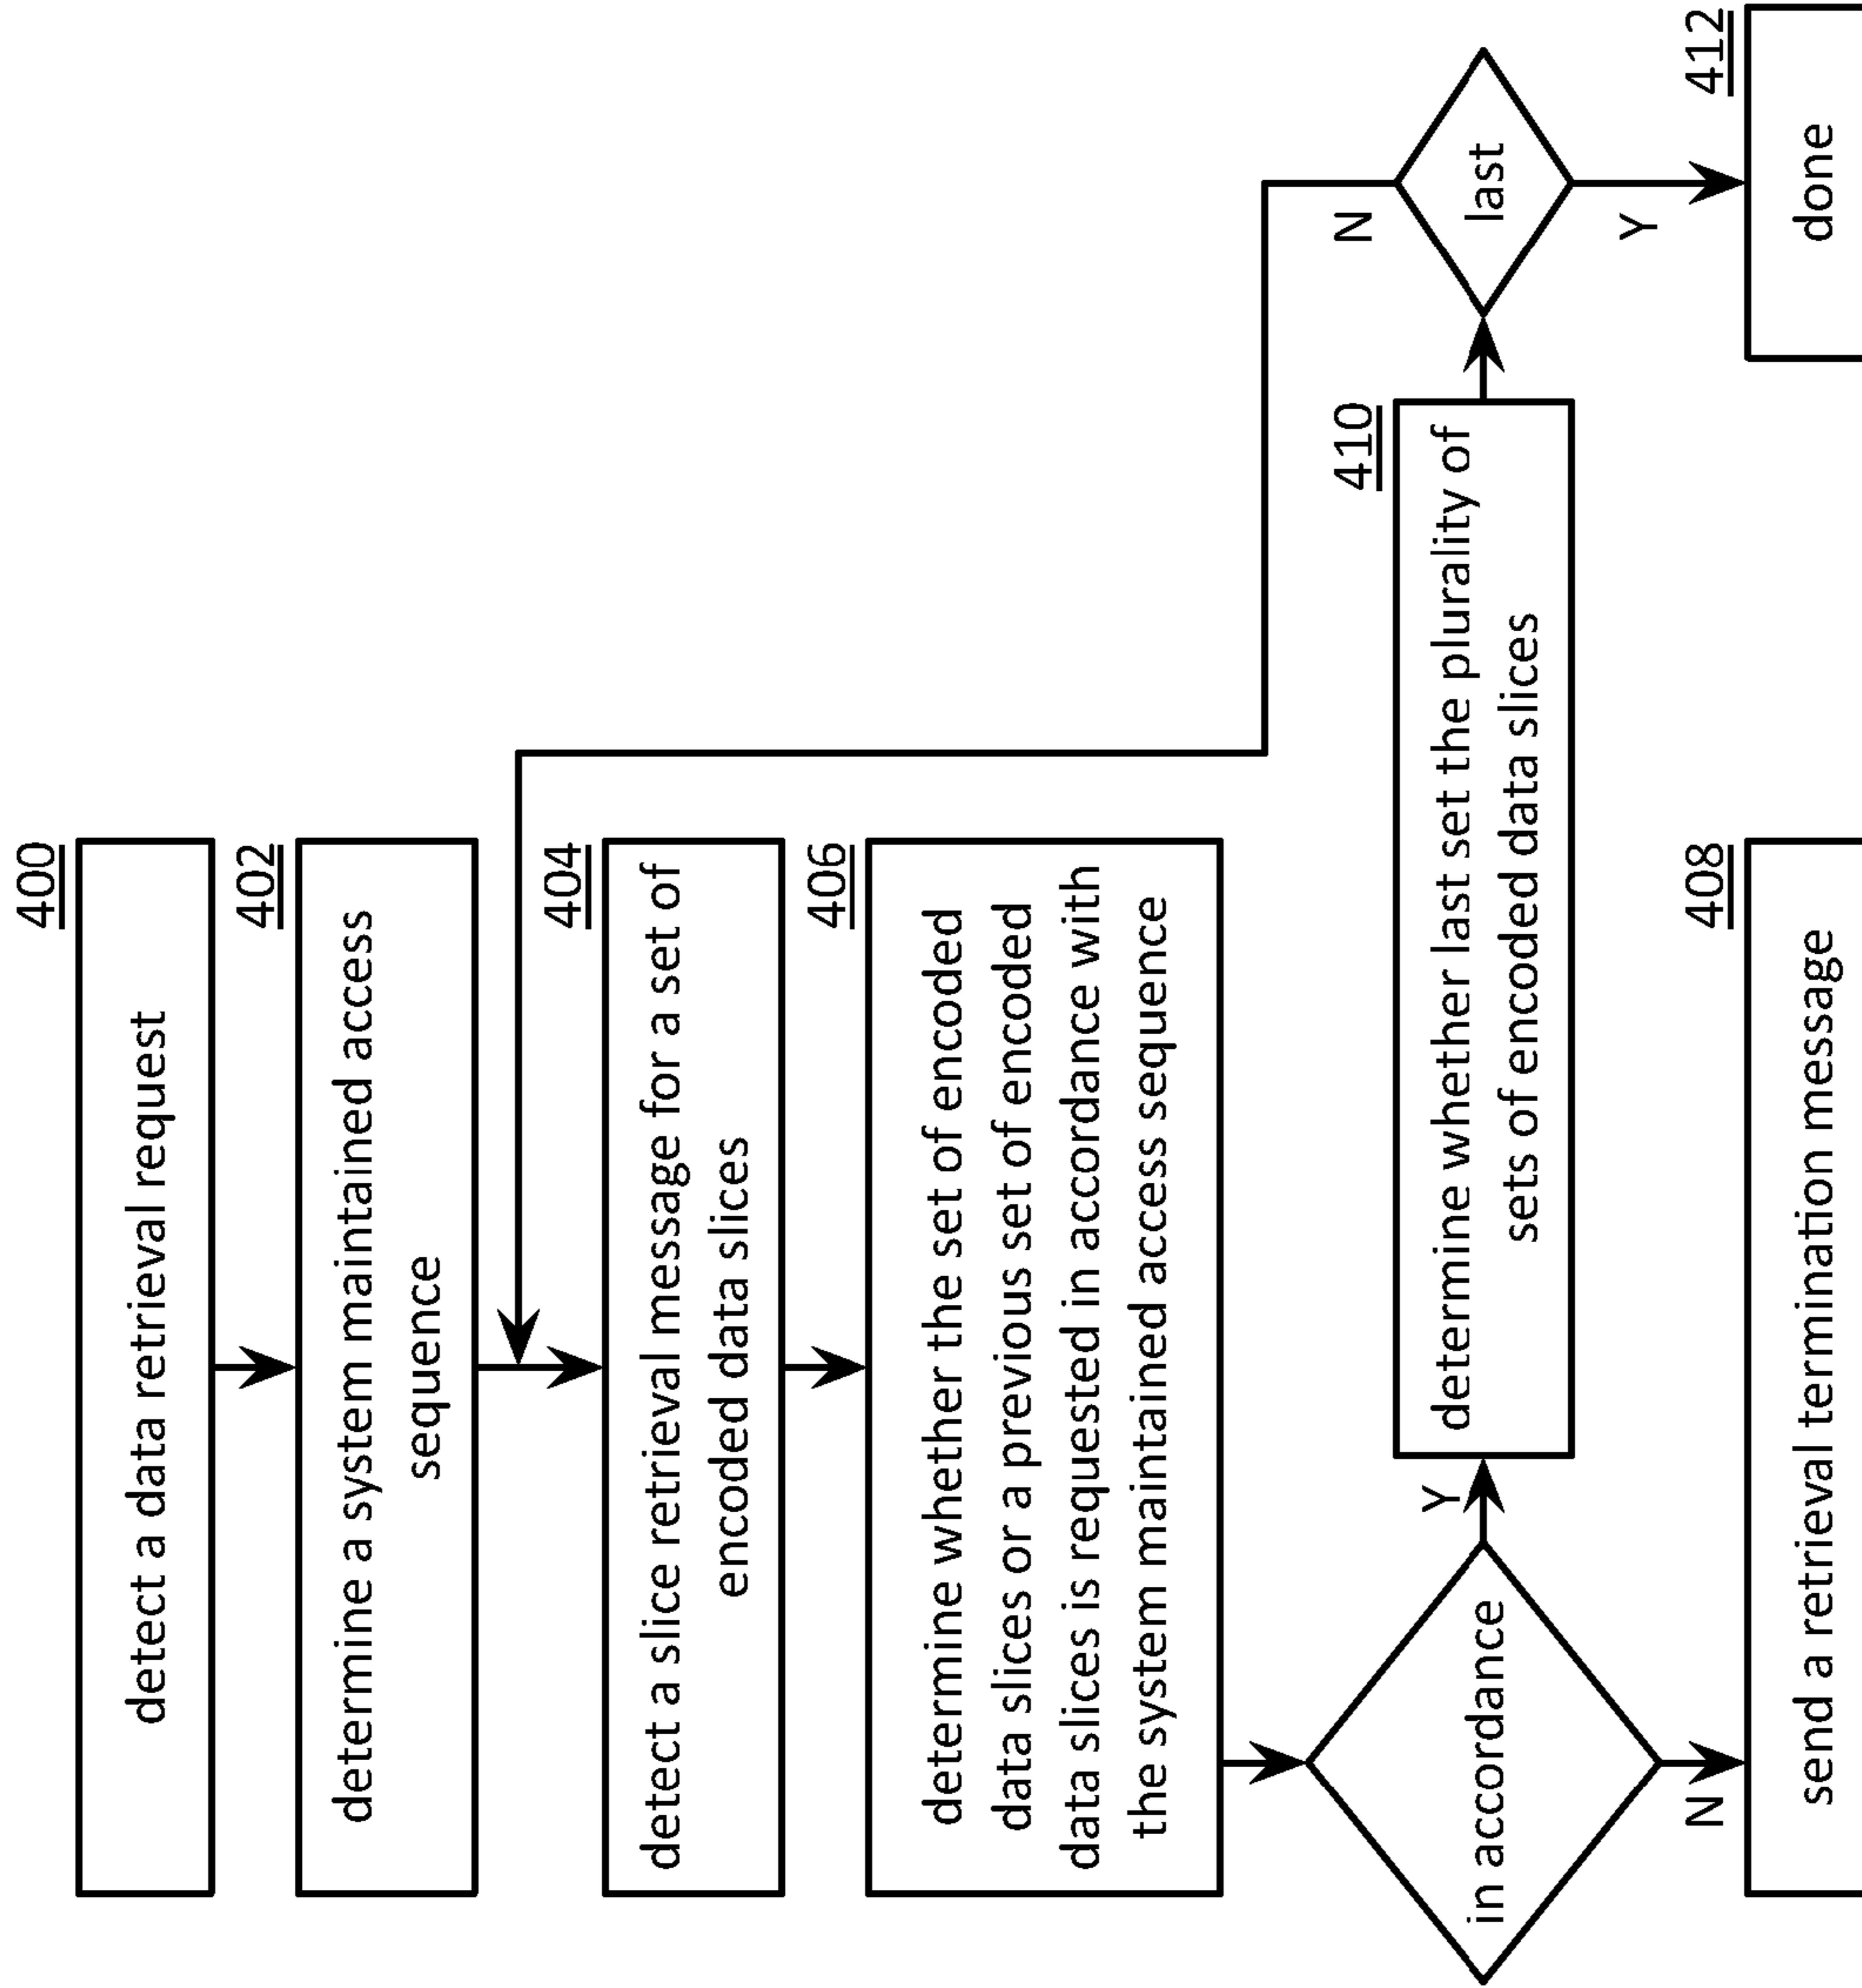 400
detect a data retrieval request
402
determine a system maintained access
sequence
404
detect a slice retrieval message for a set of
encoded data slices
406
determine whether the set of encoded
data slices or a previous set of encoded
data slices is requested in accordance with
the system maintained access sequence
in accordance
Y
N
410
determine whether last set the plurality of
sets of encoded data slices
last
N
Y
408
send a retrieval termination message
412
done